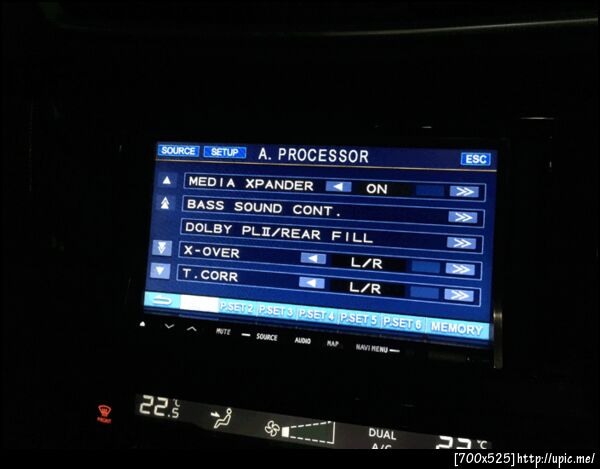 SOURCE SETUP A. PROCESSOR ESC
MEDIA XPANDER ON
BASS SOUND CONT.
DOLBY PLII/REAR FILL
X-OVER L/R
T.CORR L/R
P.SET 2 P.SET 3 P.SET 4 P.SET 5 P.SET 6 MEMORY
MUTE SOURCE AUDIO MAP NAVI MENU
22.5 °C DUAL 23 °C
FRONT A/C
[700x525]http://upic.me/